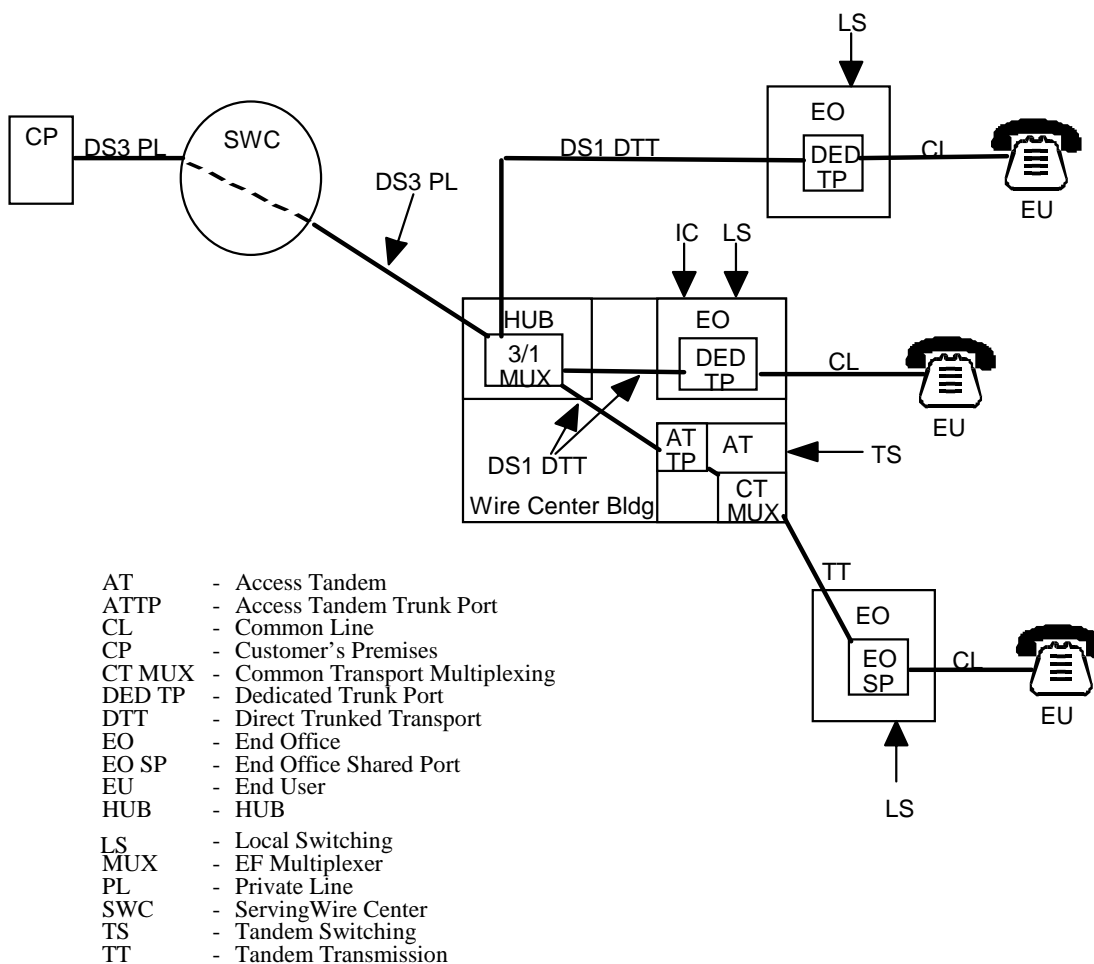 LS
CP
DS3 PL
SWC
EO
DS1 DTT
DED
TP
CL
EU
DS3 PL
IC
LS
HUB
EO
3/1
MUX
DED
TP
CL
EU
AT
TP
AT
TS
DS1 DTT
CT
MUX
Wire Center Bldg
TT
EO
EO
SP
CL
EU
LS
AT - Access Tandem
ATTP - Access Tandem Trunk Port
CL - Common Line
CP - Customer’s Premises
CT MUX - Common Transport Multiplexing
DED TP - Dedicated Trunk Port
DTT - Direct Trunked Transport
EO - End Office
EO SP - End Office Shared Port
EU - End User
HUB - HUB
LS - Local Switching
MUX - EF Multiplexer
PL - Private Line
SWC - ServingWire Center
TS - Tandem Switching
TT - Tandem Transmission